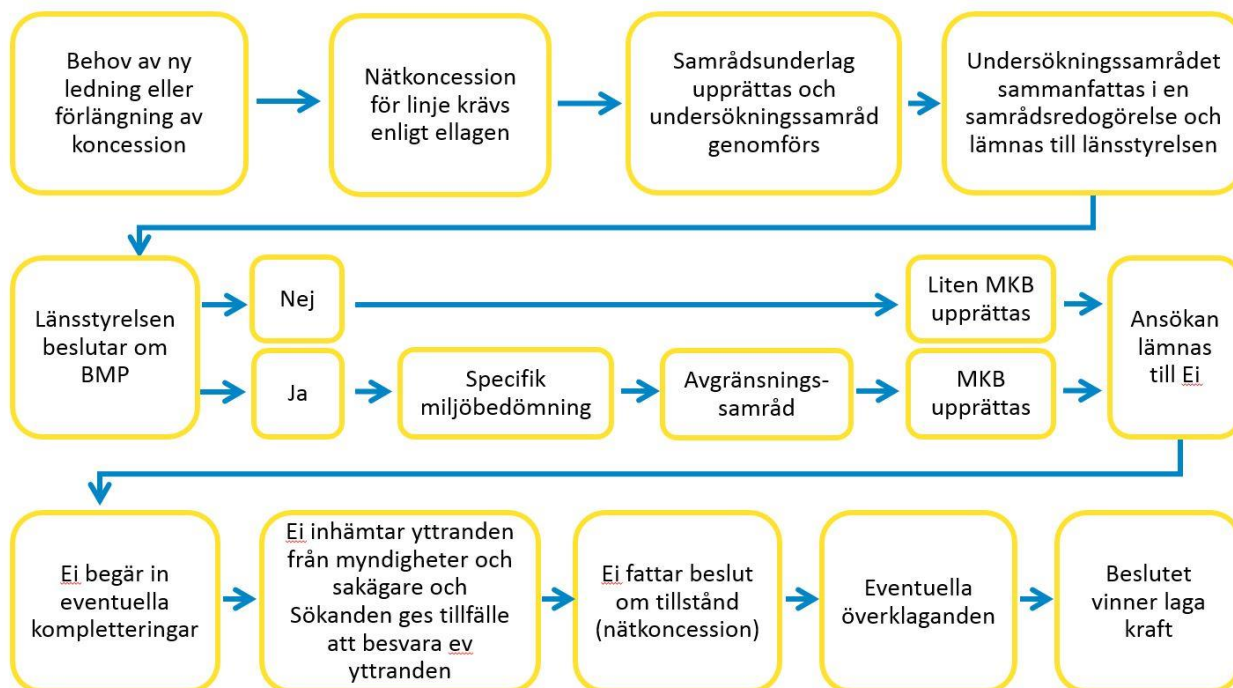 Behov av ny
ledning eller
förlängning av
koncession
Nätkoncession
för linje krävs
enligt ellagen
Samrådsunderlag
upprättas och
undersökningssamråd
genomförs
Undersökningssamrådet
sammanfattas i en
samrådsredogörelse och
lämnas till länsstyrelsen
Länsstyrelsen
beslutar om
BMP
Nej
Liten MKB
upprättas
Ja
Specifik
miljöbedömning
Avgränsnings-
samråd
MKB
upprättas
Ansökan
lämnas
till Ei
Ei begär in
eventuella
kompletteringar
Ei inhämtar yttranden
från myndigheter och
sakägare och
Sökanden ges tillfälle
att besvara ev
yttranden
Ei fattar beslut
om tillstånd
(nätkoncession)
Eventuella
överklaganden
Beslutet
vinner laga
kraft